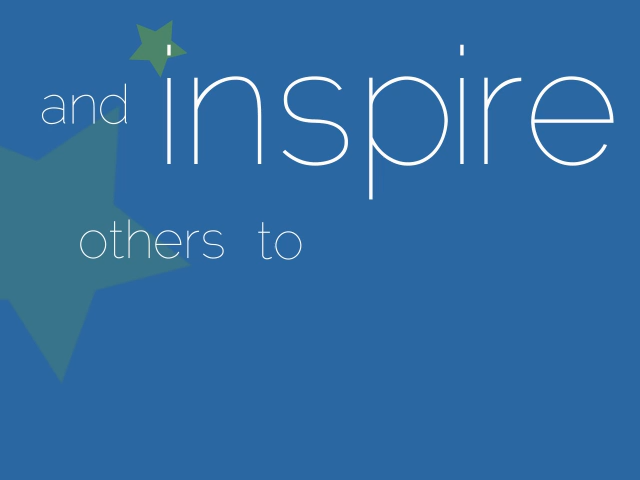 and inspire
others to